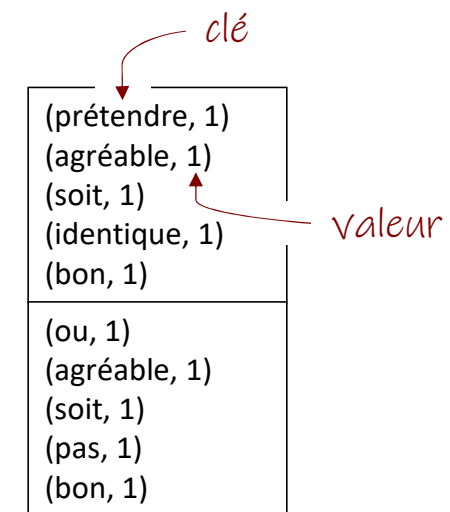 clé
(prétendre, 1)
(agréable, 1)
(soit, 1)
(identique, 1)
valeur
(bon, 1)
(ou, 1)
(agréable, 1)
(soit, 1)
(pas, 1)
(bon, 1)